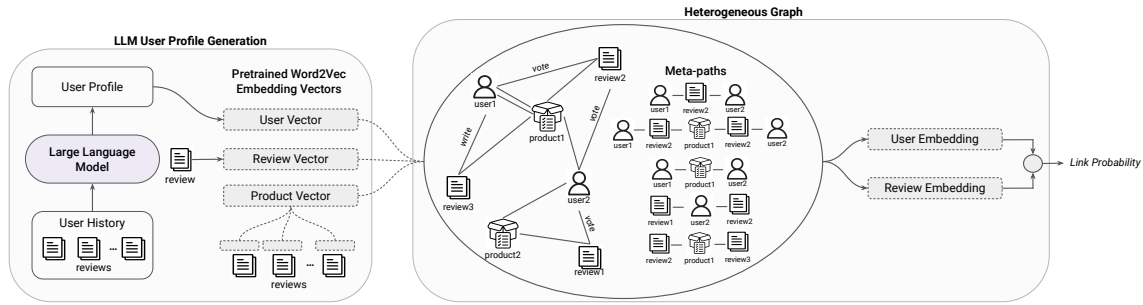 Heterogeneous Graph
LLM User Profile Generation
User Profile
Large Language
Model
User History
...
reviews
Pretrained Word2Vec
Embedding Vectors
User Vector
review
Review Vector
Product Vector
...
reviews
vote
review2
user1
product1
vote
write
review3
user2
vote
product2
review1
Meta-paths
user1 review2 user2
user1 review2 product1 review2 user2
user1 product1 user2
review1 user2 review2
review2 product1 review3
User Embedding
Review Embedding
Link Probability